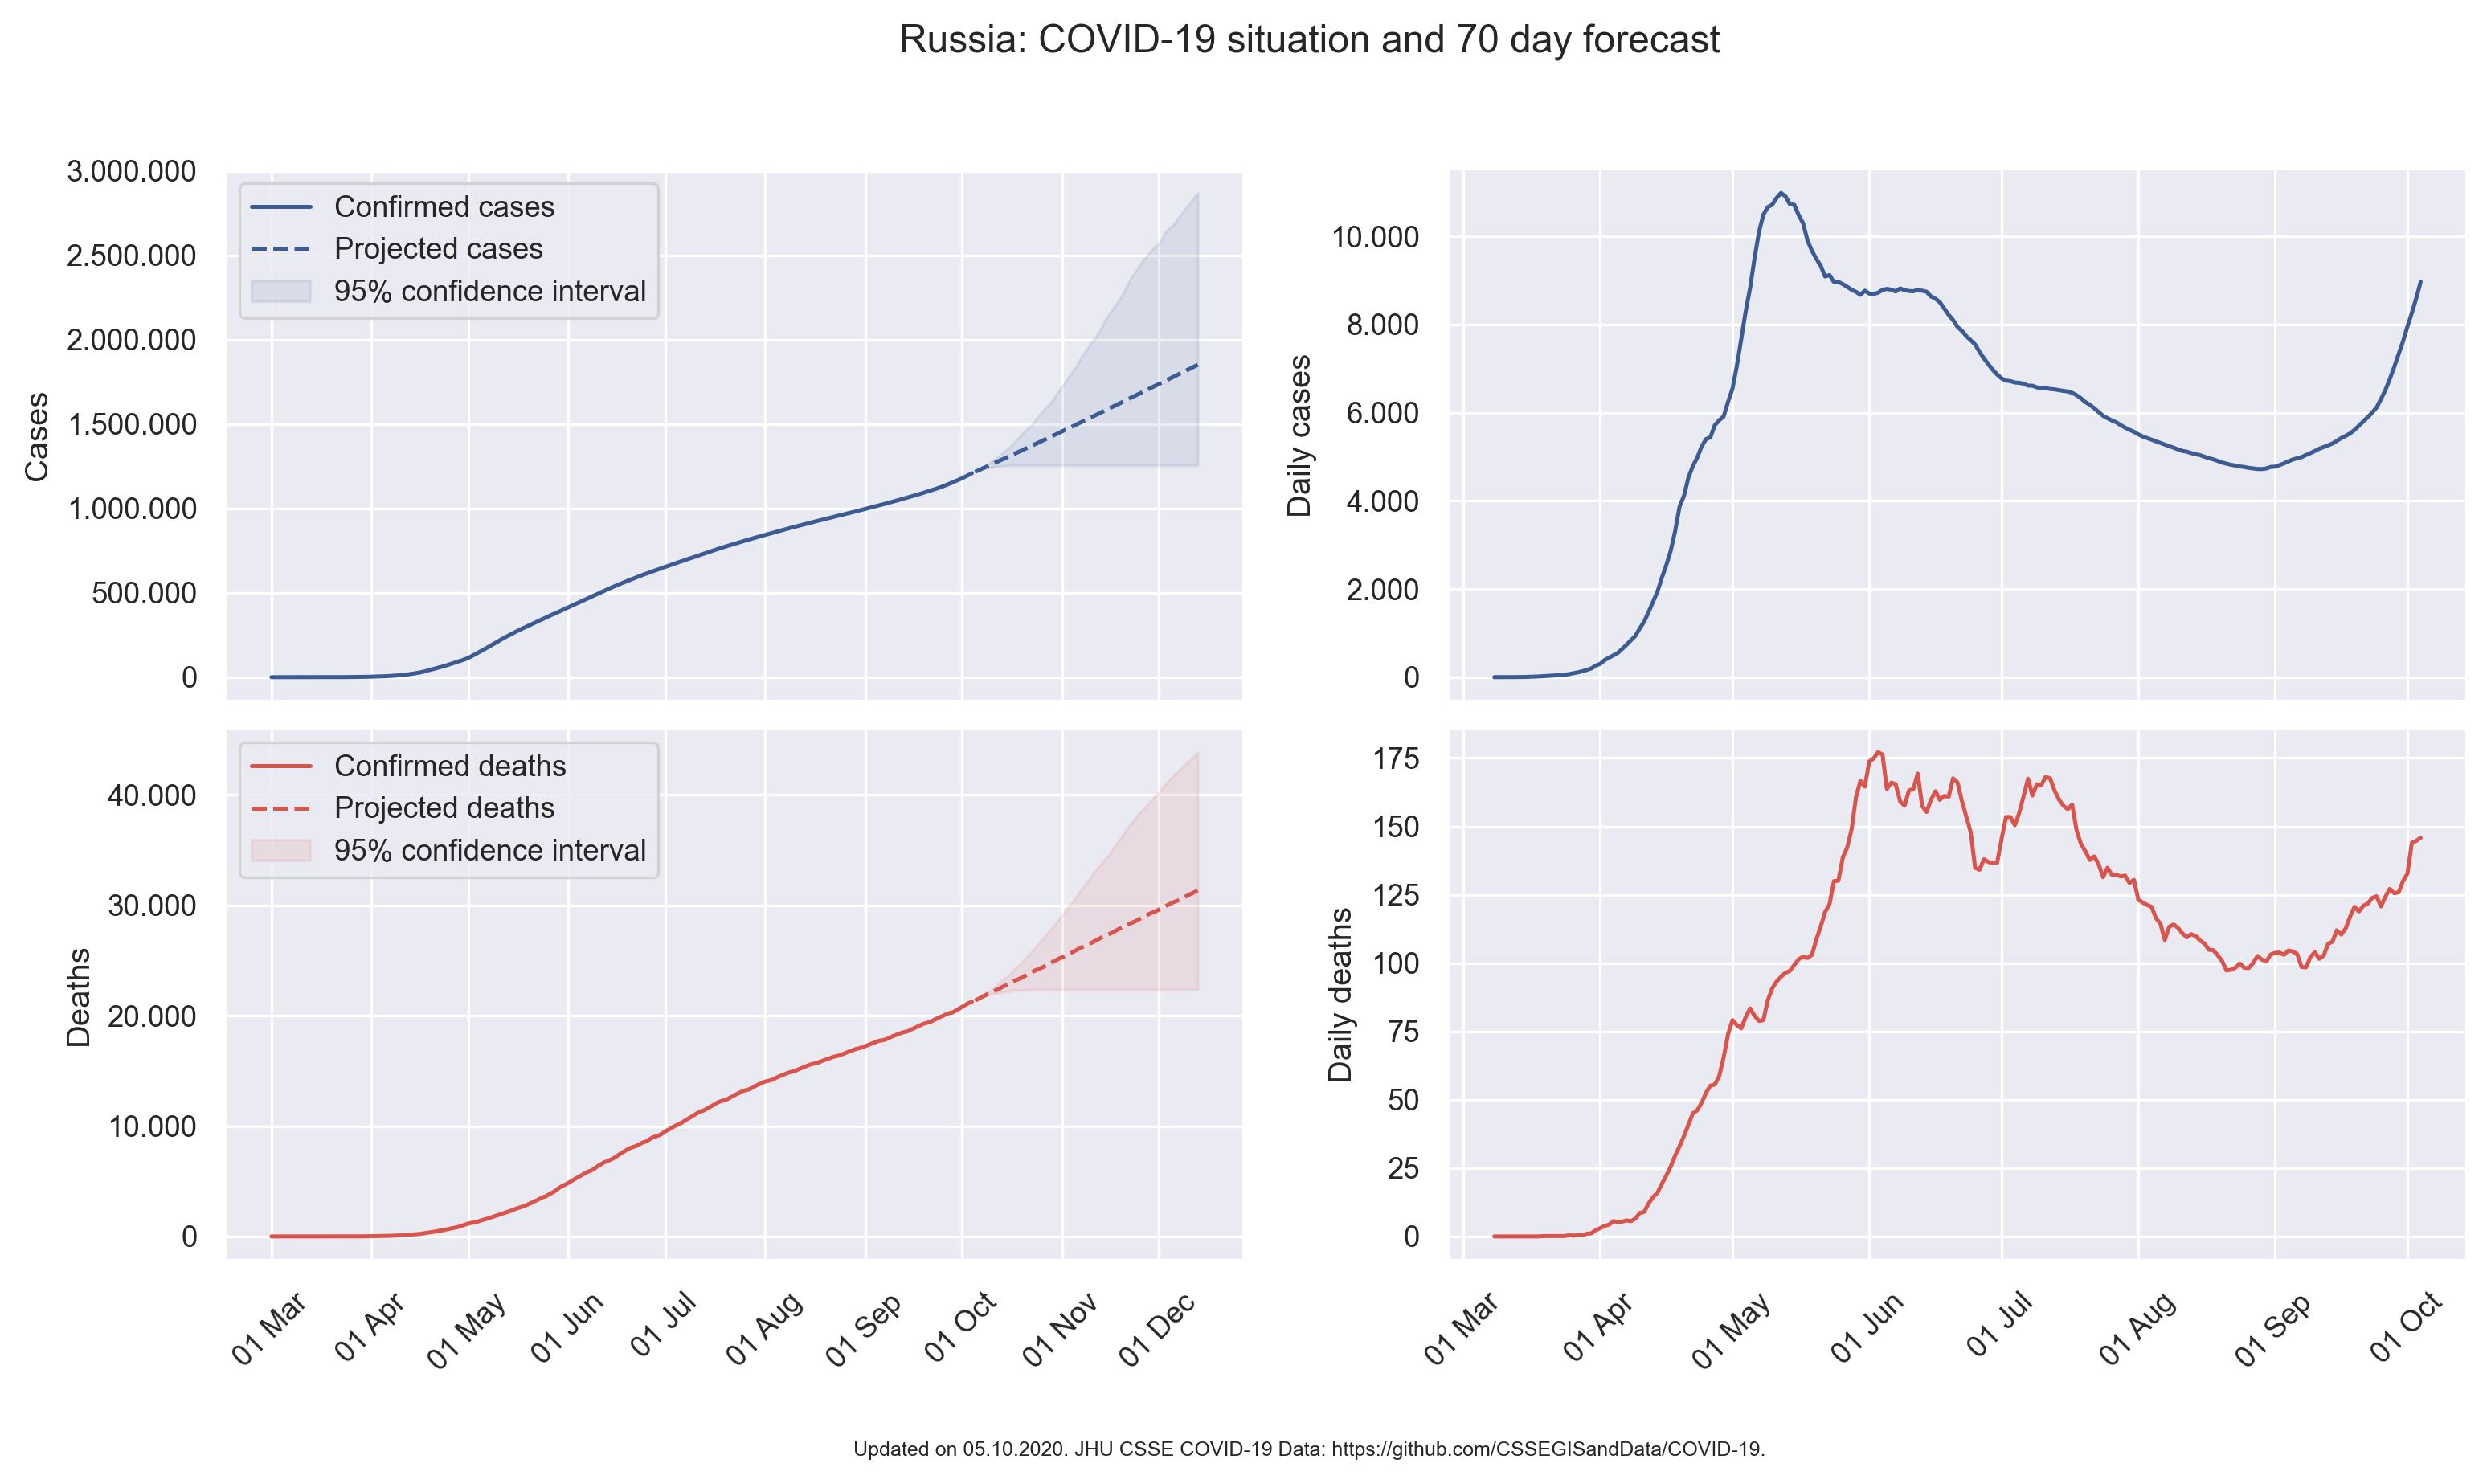 Russia: COVID-19 situation and 70 day forecast
3.000.000
2.500.000
2.000.000
1.500.000
1.000.000
500.000
0
Cases
Confirmed cases
Projected cases
95% confidence interval
10.000
8.000
6.000
4.000
2.000
0
Daily cases
40.000
30.000
20.000
10.000
0
Deaths
Confirmed deaths
Projected deaths
95% confidence interval
01 Mar
01 Apr
01 May
01 Jun
01 Jul
01 Aug
01 Sep
01 Oct
01 Nov
01 Dec
175
150
125
100
75
50
25
0
Daily deaths
01 Mar
01 Apr
01 May
01 Jun
01 Jul
01 Aug
01 Sep
01 Oct
Updated on 05.10.2020. JHU CSSE COVID-19 Data: https://github.com/CSSEGISandData/COVID-19.